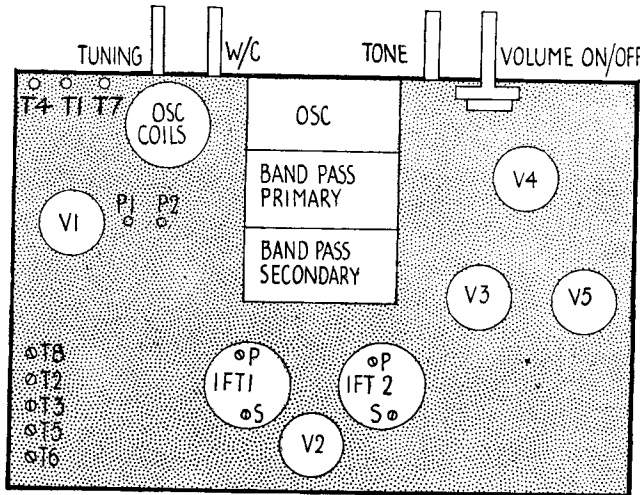 TUNING W/C TONE VOLUME ON/OFF
T4 T1 T7
OSC
COILS
OSC
BAND PASS
PRIMARY
BAND PASS
SECONDARY
V1
P1 P2
V4
V3
V5
T8
T2
T3
T5
T6
P
IFT1
S
P
IFT 2
S
V2